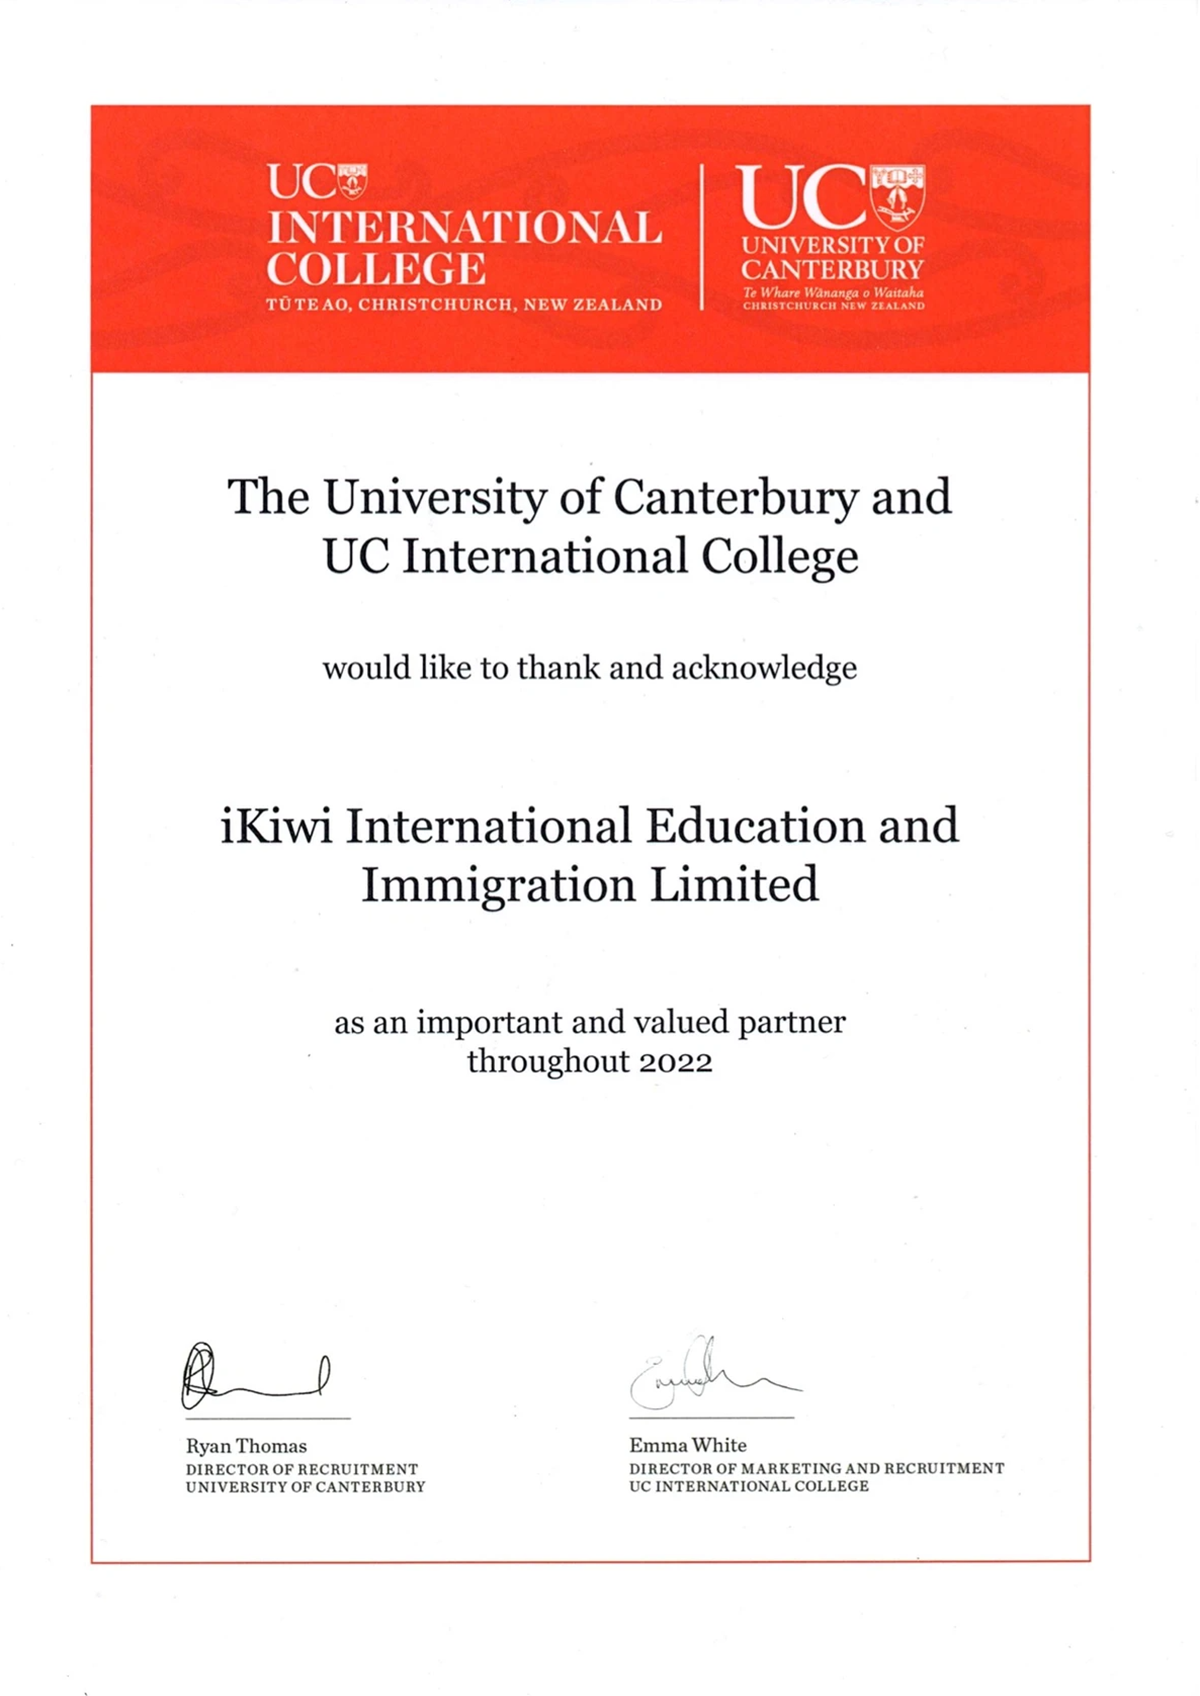 UC
INTERNATIONAL
COLLEGE
TŪTE AO, CHRISTCHURCH, NEW ZEALAND
UC
UNIVERSITY OF
CANTERBURY
Te Whare Wānanga o Waitaha
CHRISTCHURCH NEW ZEALAND
The University of Canterbury and
UC International College
would like to thank and acknowledge
iKiwi International Education and
Immigration Limited
as an important and valued partner
throughout 2022
Ryan Thomas
DIRECTOR OF RECRUITMENT
UNIVERSITY OF CANTERBURY
Emma White
DIRECTOR OF MARKETING AND RECRUITMENT
UC INTERNATIONAL COLLEGE